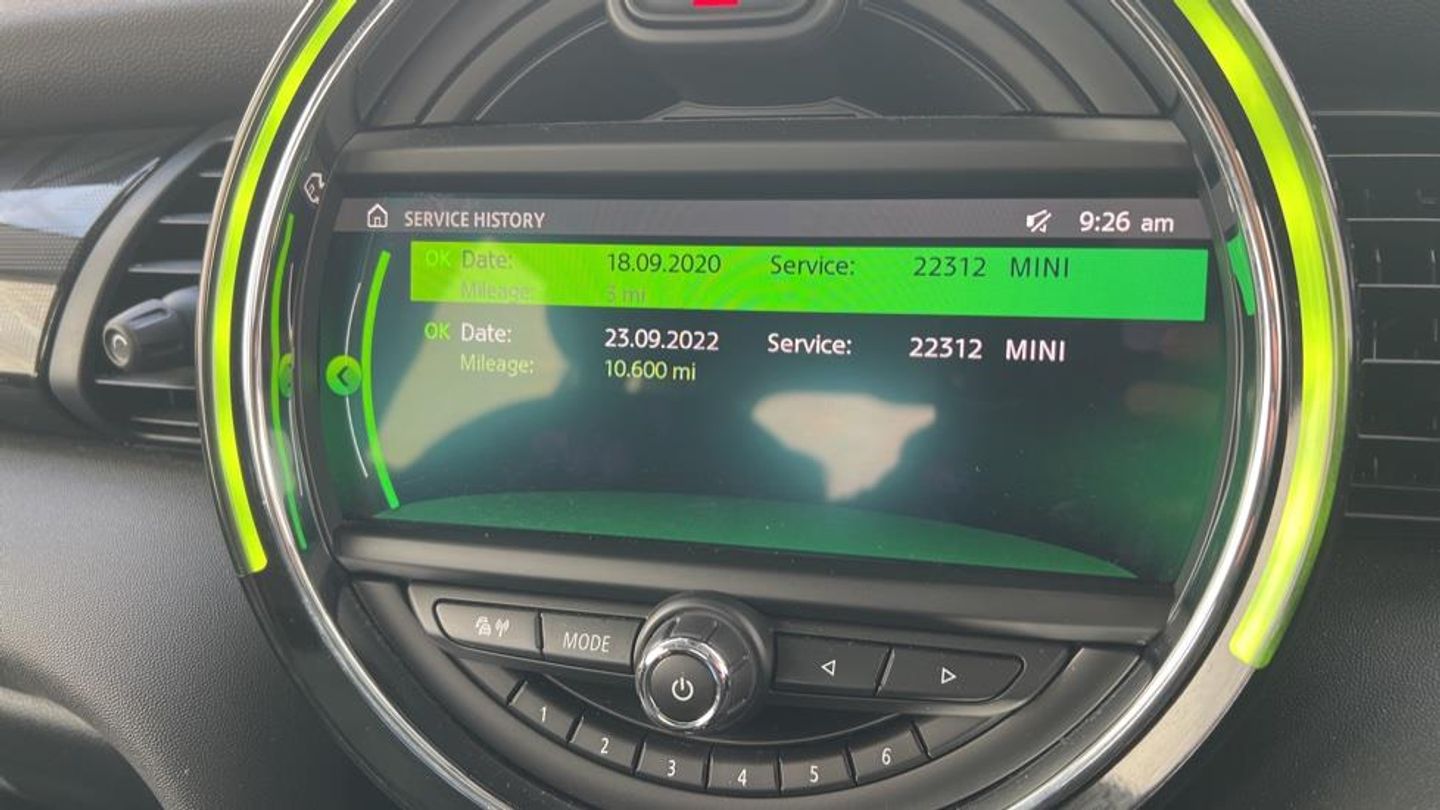 SERVICE HISTORY 9:26 am
OK Date: 18.09.2020 Service: 22312 MINI
Mileage: 3 mi
OK Date: 23.09.2022 Service: 22312 MINI
Mileage: 10.600 mi
MODE
1 2 3 4 5 6